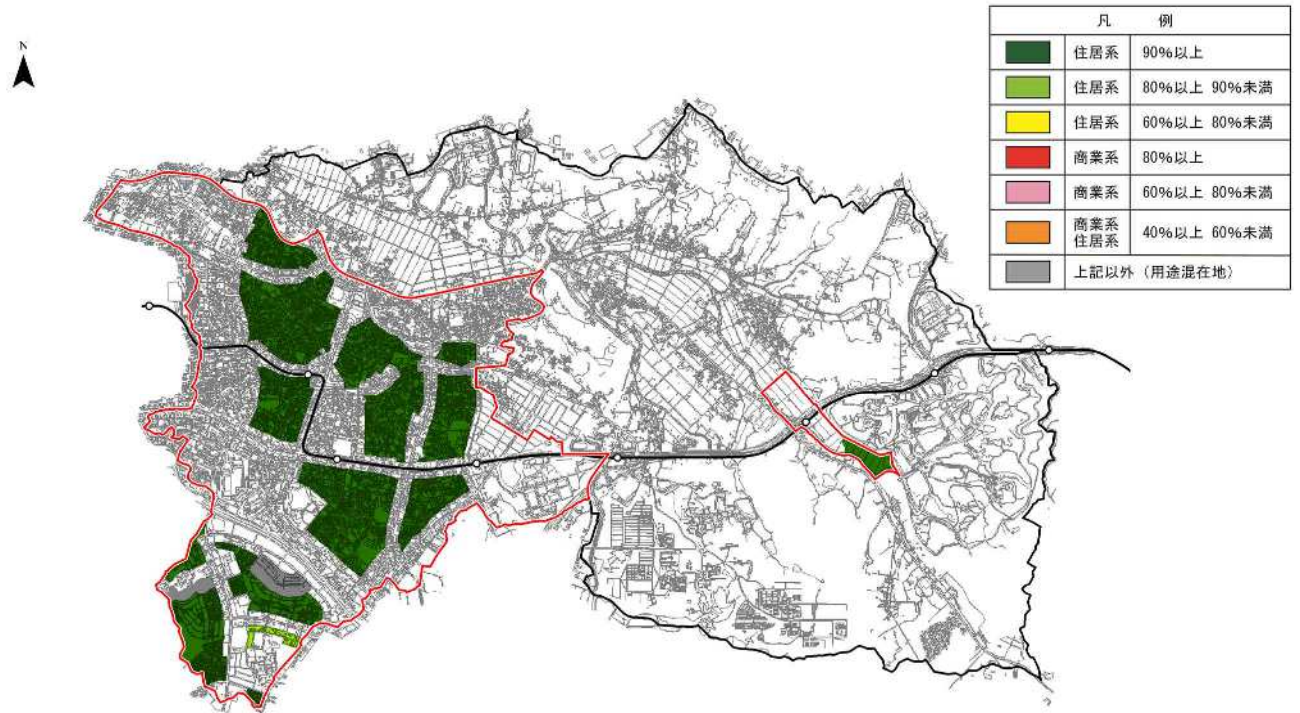 N
凡 例
住居系 90%以上
住居系 80%以上 90%未満
住居系 60%以上 80%未満
商業系 80%以上
商業系 60%以上 80%未満
商業系
住居系 40%以上 60%未満
上記以外（用途混在地）